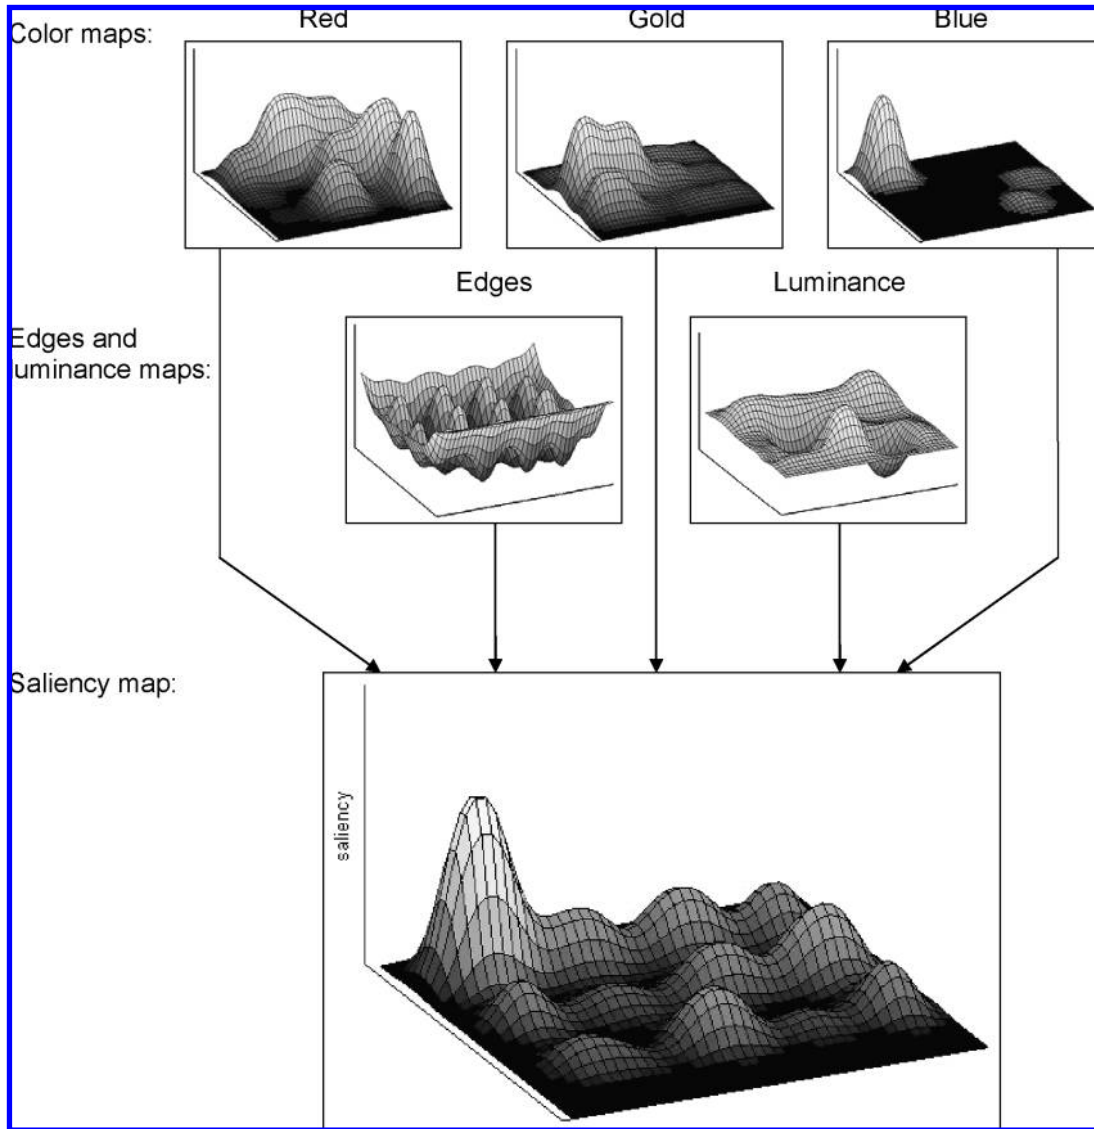 Color maps:
Red
Gold
Blue
Edges
Luminance
Edges and
luminance maps:
Saliency map:
saliency